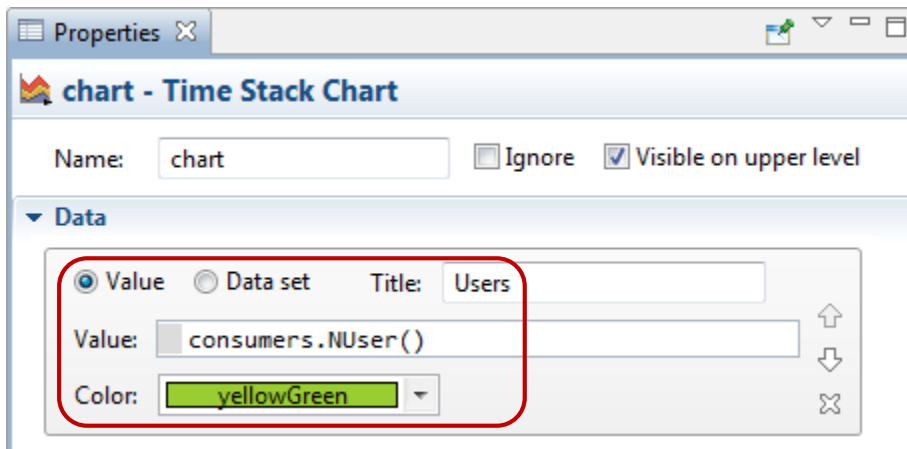 Properties
chart - Time Stack Chart
Name: chart Ignore Visible on upper level
Data
Value Data set Title: Users
Value: consumers.NUser()
Color: yellowGreen